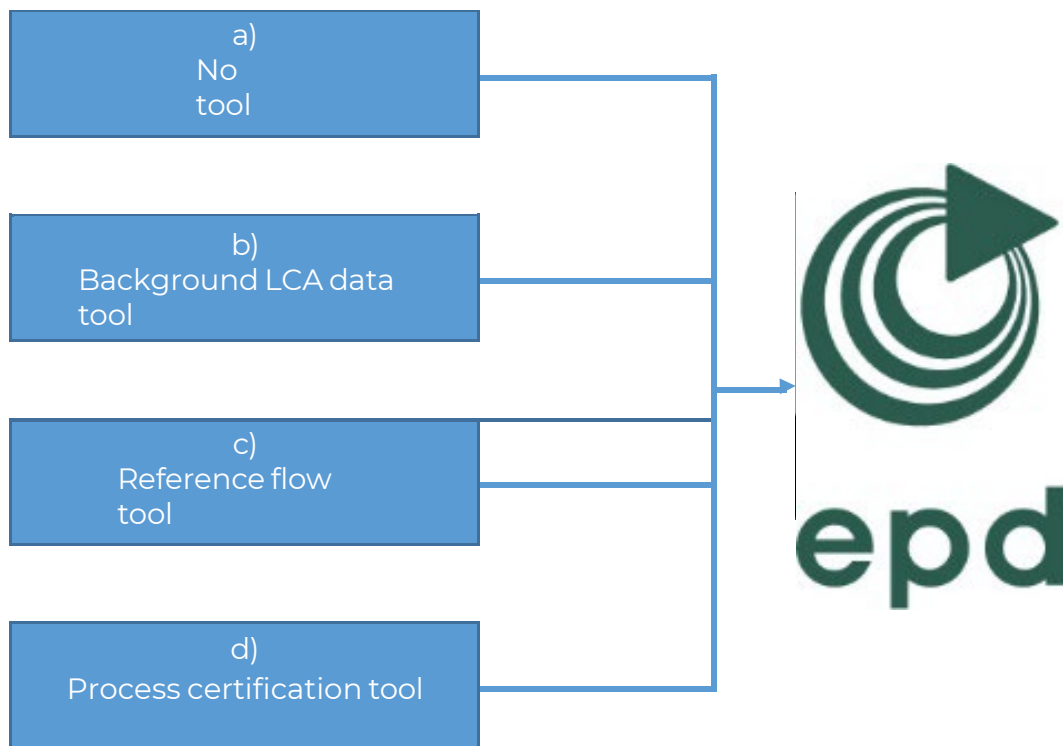 a)
No
tool
b)
Background LCA data
tool
c)
Reference flow
tool
d)
Process certification tool
epd